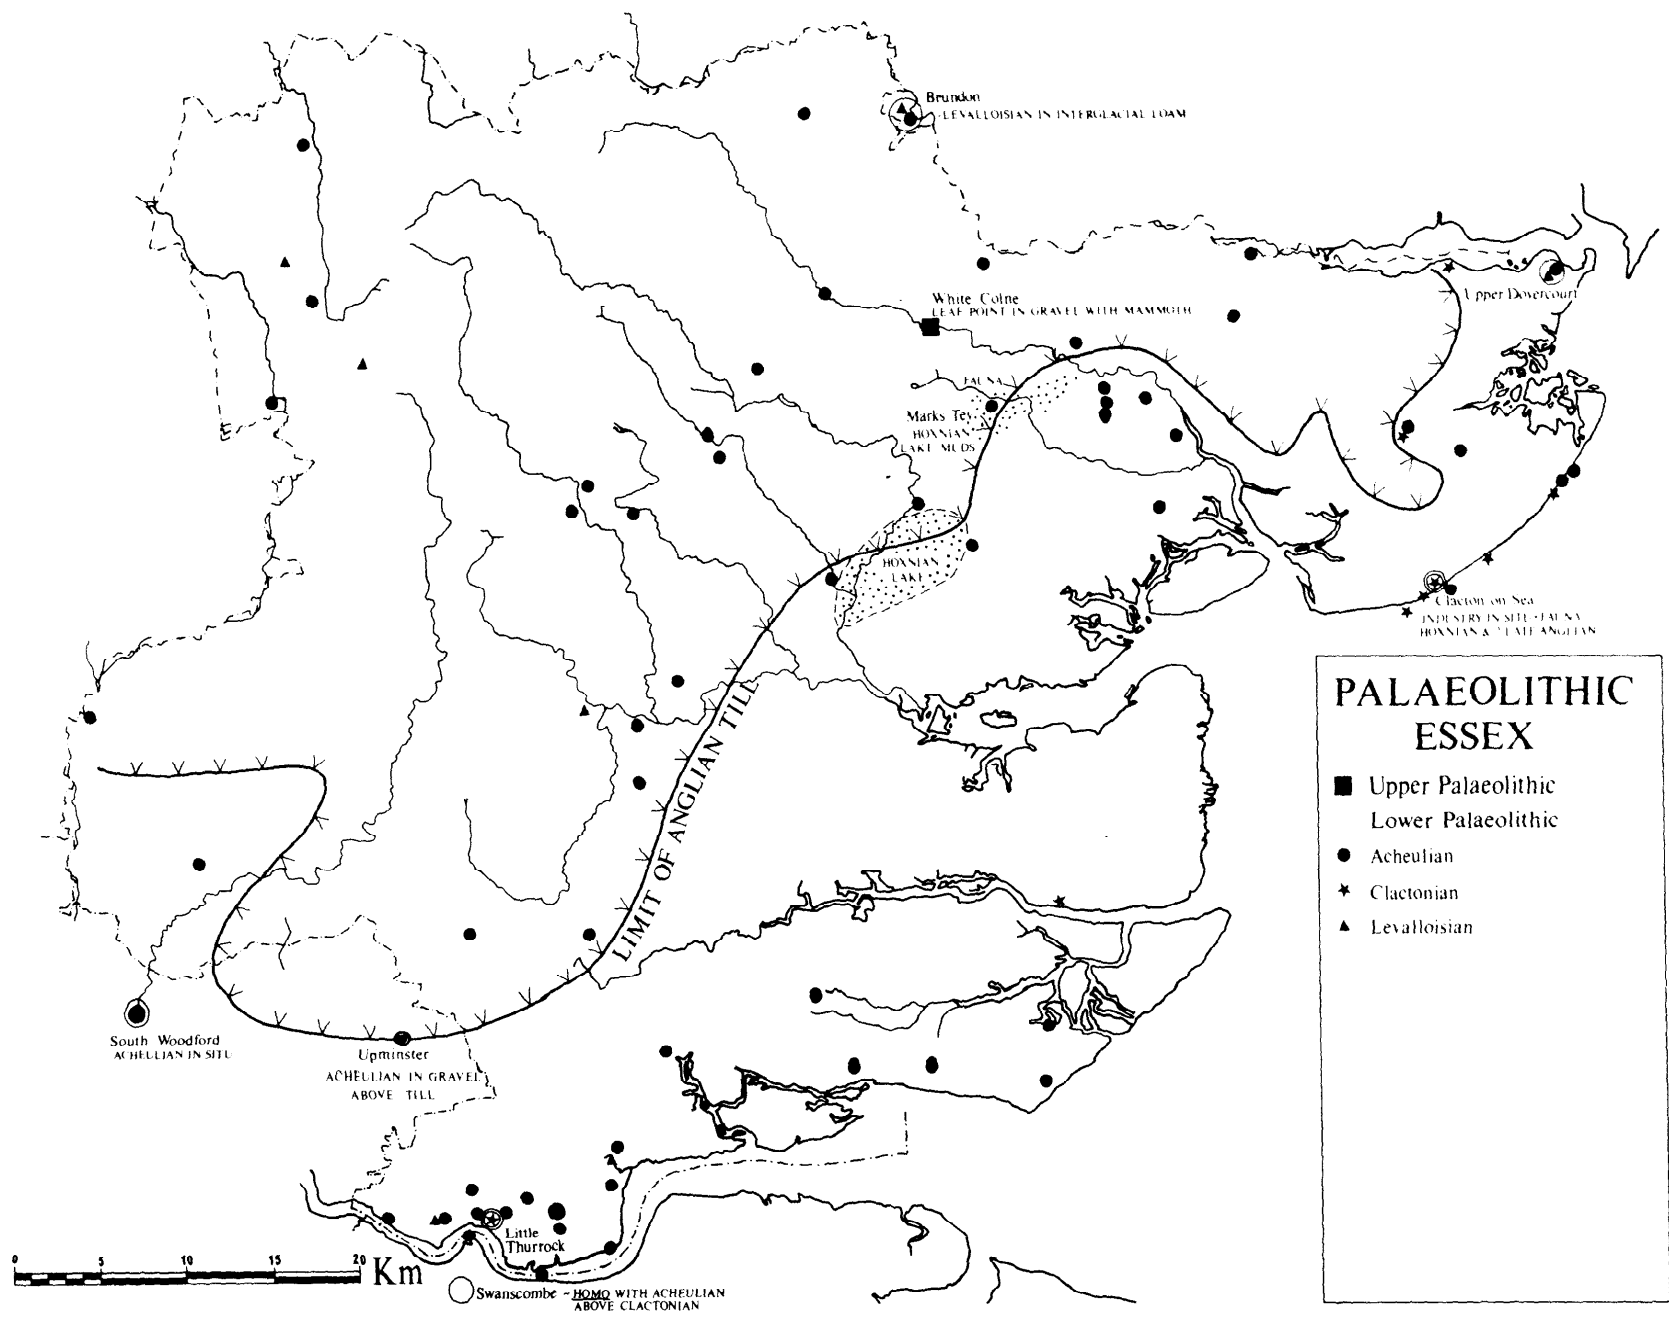 Brundon
-LEVALLOISIAN IN INTERGLACIAL LOAM
White Colne
LEAF POINT IN GRAVEL WITH MAMMOTH
Upper Dovercourt
FAUNA
Marks Tey
HOXNIAN
LAKE MUDS
HOXNIAN
LAKE
Clacton on Sea
INDUSTRY IN SITU + FAUNA
HOXNIAN & ? LATE ANGLIAN
LIMIT OF ANGLIAN TILL
PALAEOLITHIC
ESSEX
Upper Palaeolithic
Lower Palaeolithic
Acheulian
Clactonian
Levalloisian
South Woodford
ACHEULIAN IN SITU
Upminster
ACHEULIAN IN GRAVEL
ABOVE TILL
Little
Thurrock
0 5 10 15 20 Km
Swanscombe ~ HOMO WITH ACHEULIAN
ABOVE CLACTONIAN